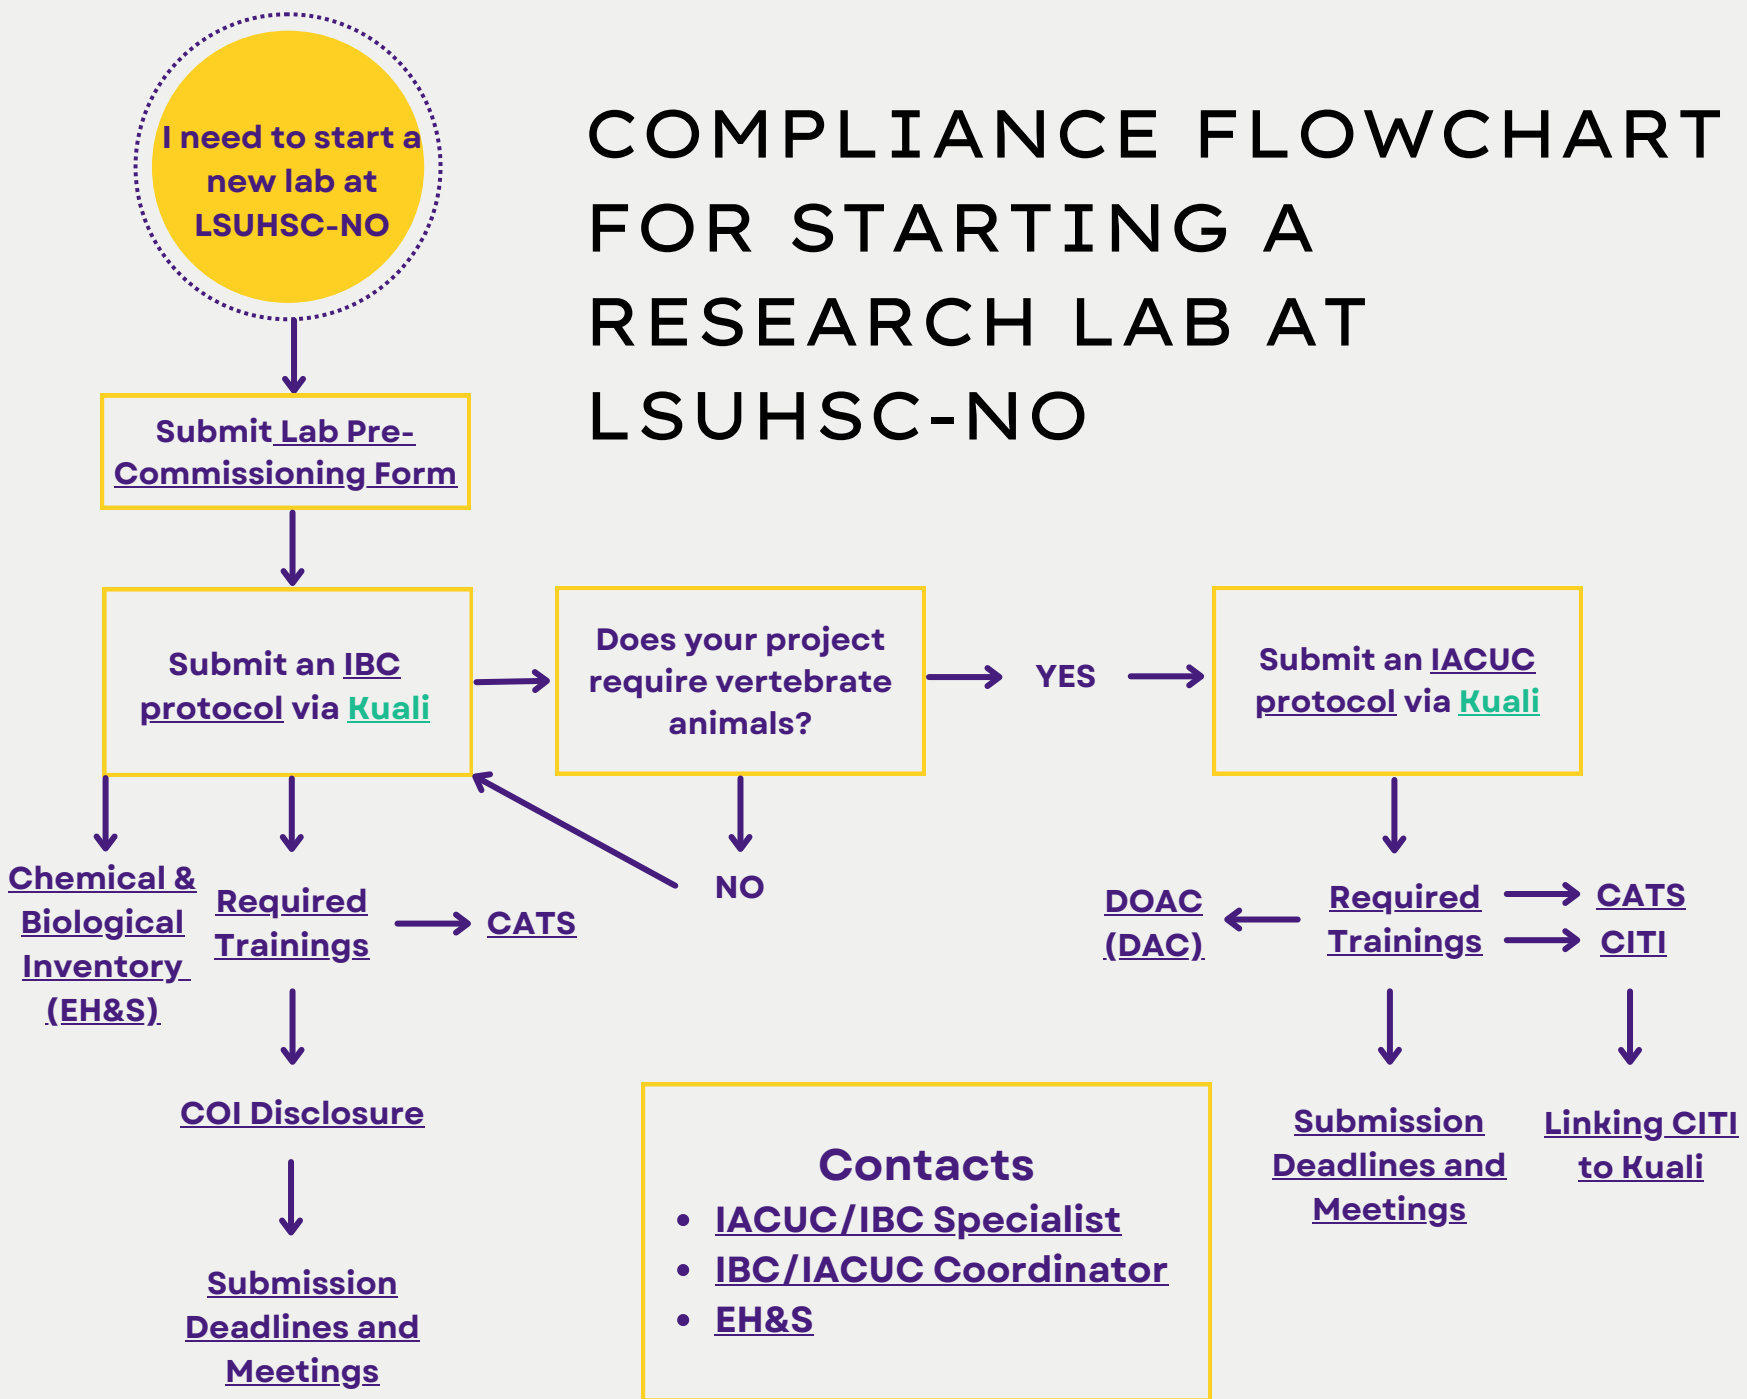 I need to start a
new lab at
LSUHSC-NO
COMPLIANCE FLOWCHART
FOR STARTING A
RESEARCH LAB AT
LSUHSC-NO
Submit Lab Pre-
Commissioning Form
Submit an IBC
protocol via Kuali
Does your project
require vertebrate
animals?
YES
Submit an IACUC
protocol via Kuali
Chemical &
Biological
Inventory
(EH&S)
Required
Trainings
CATS
NO
DOAC
(DAC)
Required
Trainings
CATS
CITI
COI Disclosure
Submission
Deadlines and
Meetings
Contacts
• IACUC/IBC Specialist
• IBC/IACUC Coordinator
• EH&S
Submission
Deadlines and
Meetings
Linking CITI
to Kuali